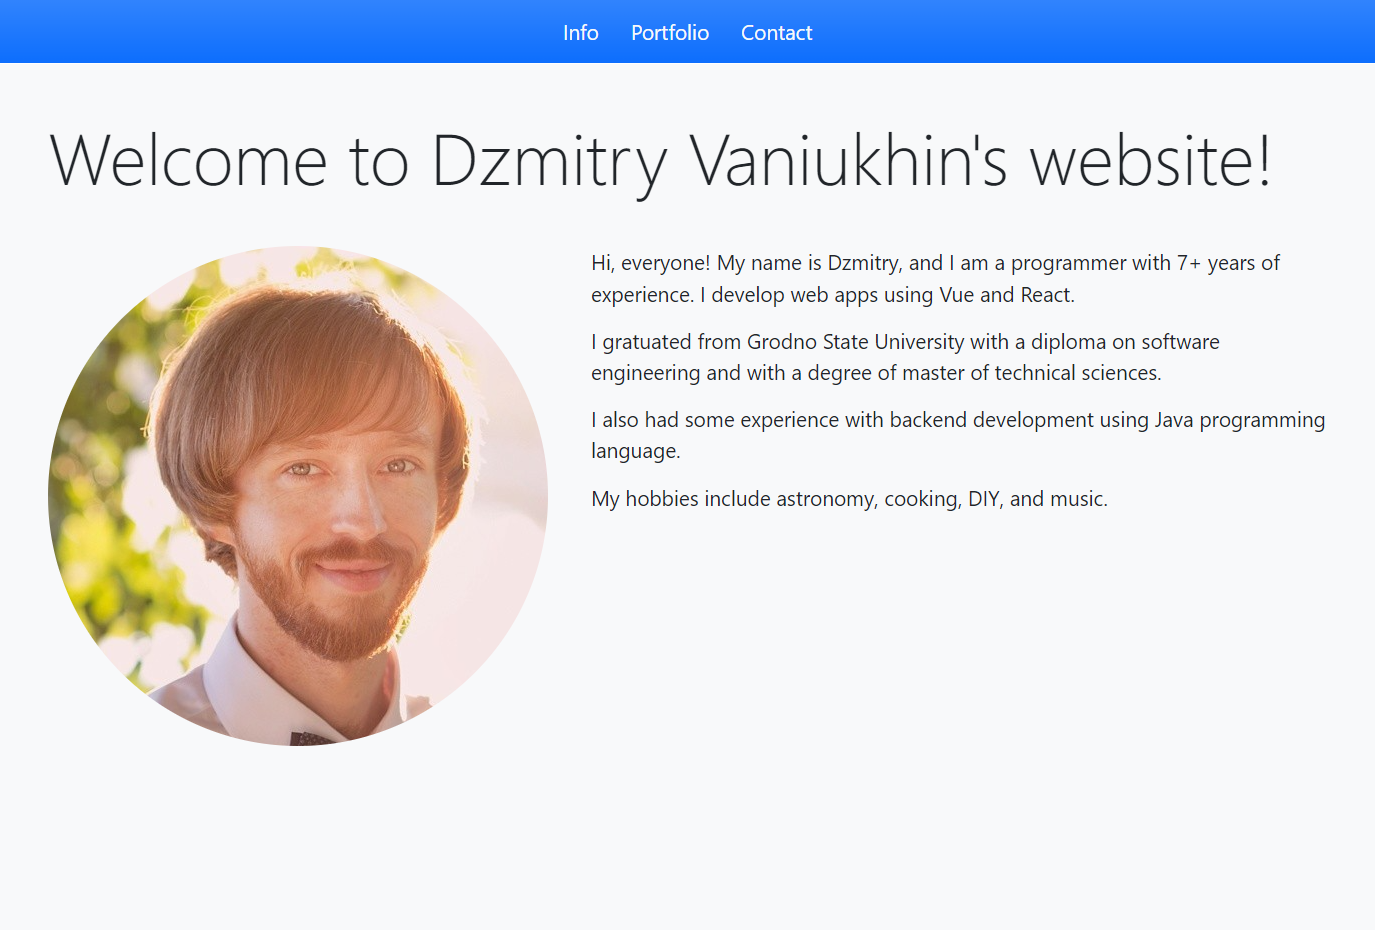 Info Portfolio Contact
Welcome to Dzmitry Vaniukhin's website!
Hi, everyone! My name is Dzmitry, and I am a programmer with 7+ years of
experience. I develop web apps using Vue and React.
I gratuated from Grodno State University with a diploma on software
engineering and with a degree of master of technical sciences.
I also had some experience with backend development using Java programming
language.
My hobbies include astronomy, cooking, DIY, and music.